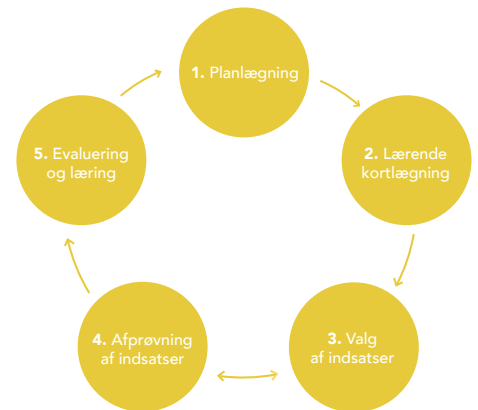 1. Planlægning
2. Lærende
kortlægning
3. Valg
af indsatser
4. Afprøvning
af indsatser
5. Evaluering
og læring